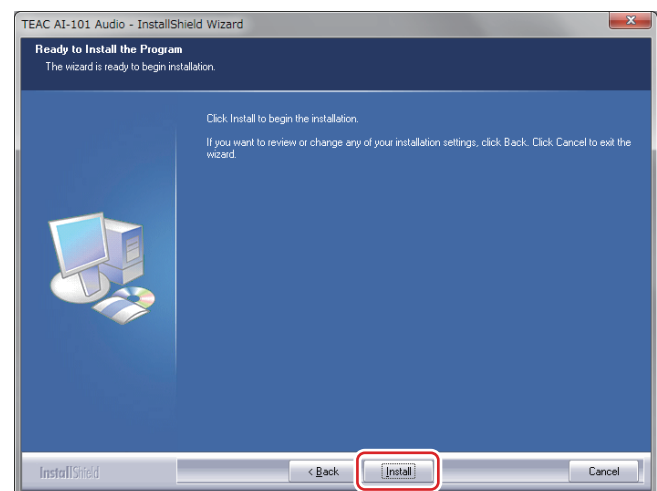 TEAC AI-101 Audio - InstallShield Wizard
Ready to Install the Program
The wizard is ready to begin installation.
Click Install to begin the installation.
If you want to review or change any of your installation settings, click Back. Click Cancel to exit the
wizard.
InstallShield
< Back
Install
Cancel